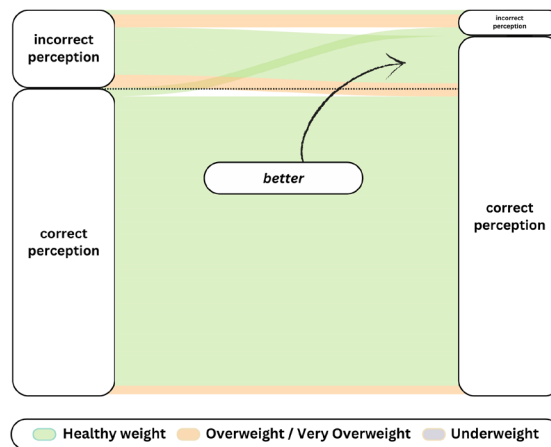 incorrect
perception
incorrect
perception
better
correct
perception
correct
perception
Healthy weight
Overweight / Very Overweight
Underweight